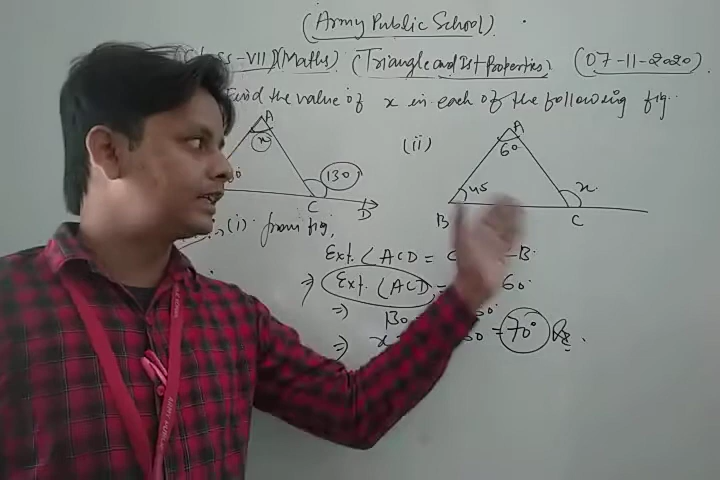 (Army Public School).
Class-VII) (Maths) (Triangle and Its Properties) (07-11-2020).
Find the value of x in each of the following fig.
A
x
130
C
D
(ii)
A
60
45
x
B
C
(i) from fig,
Ext. ∠ACD =
⇒ Ext. ∠ACD = 60.
⇒ 130
⇒ x = = 70°